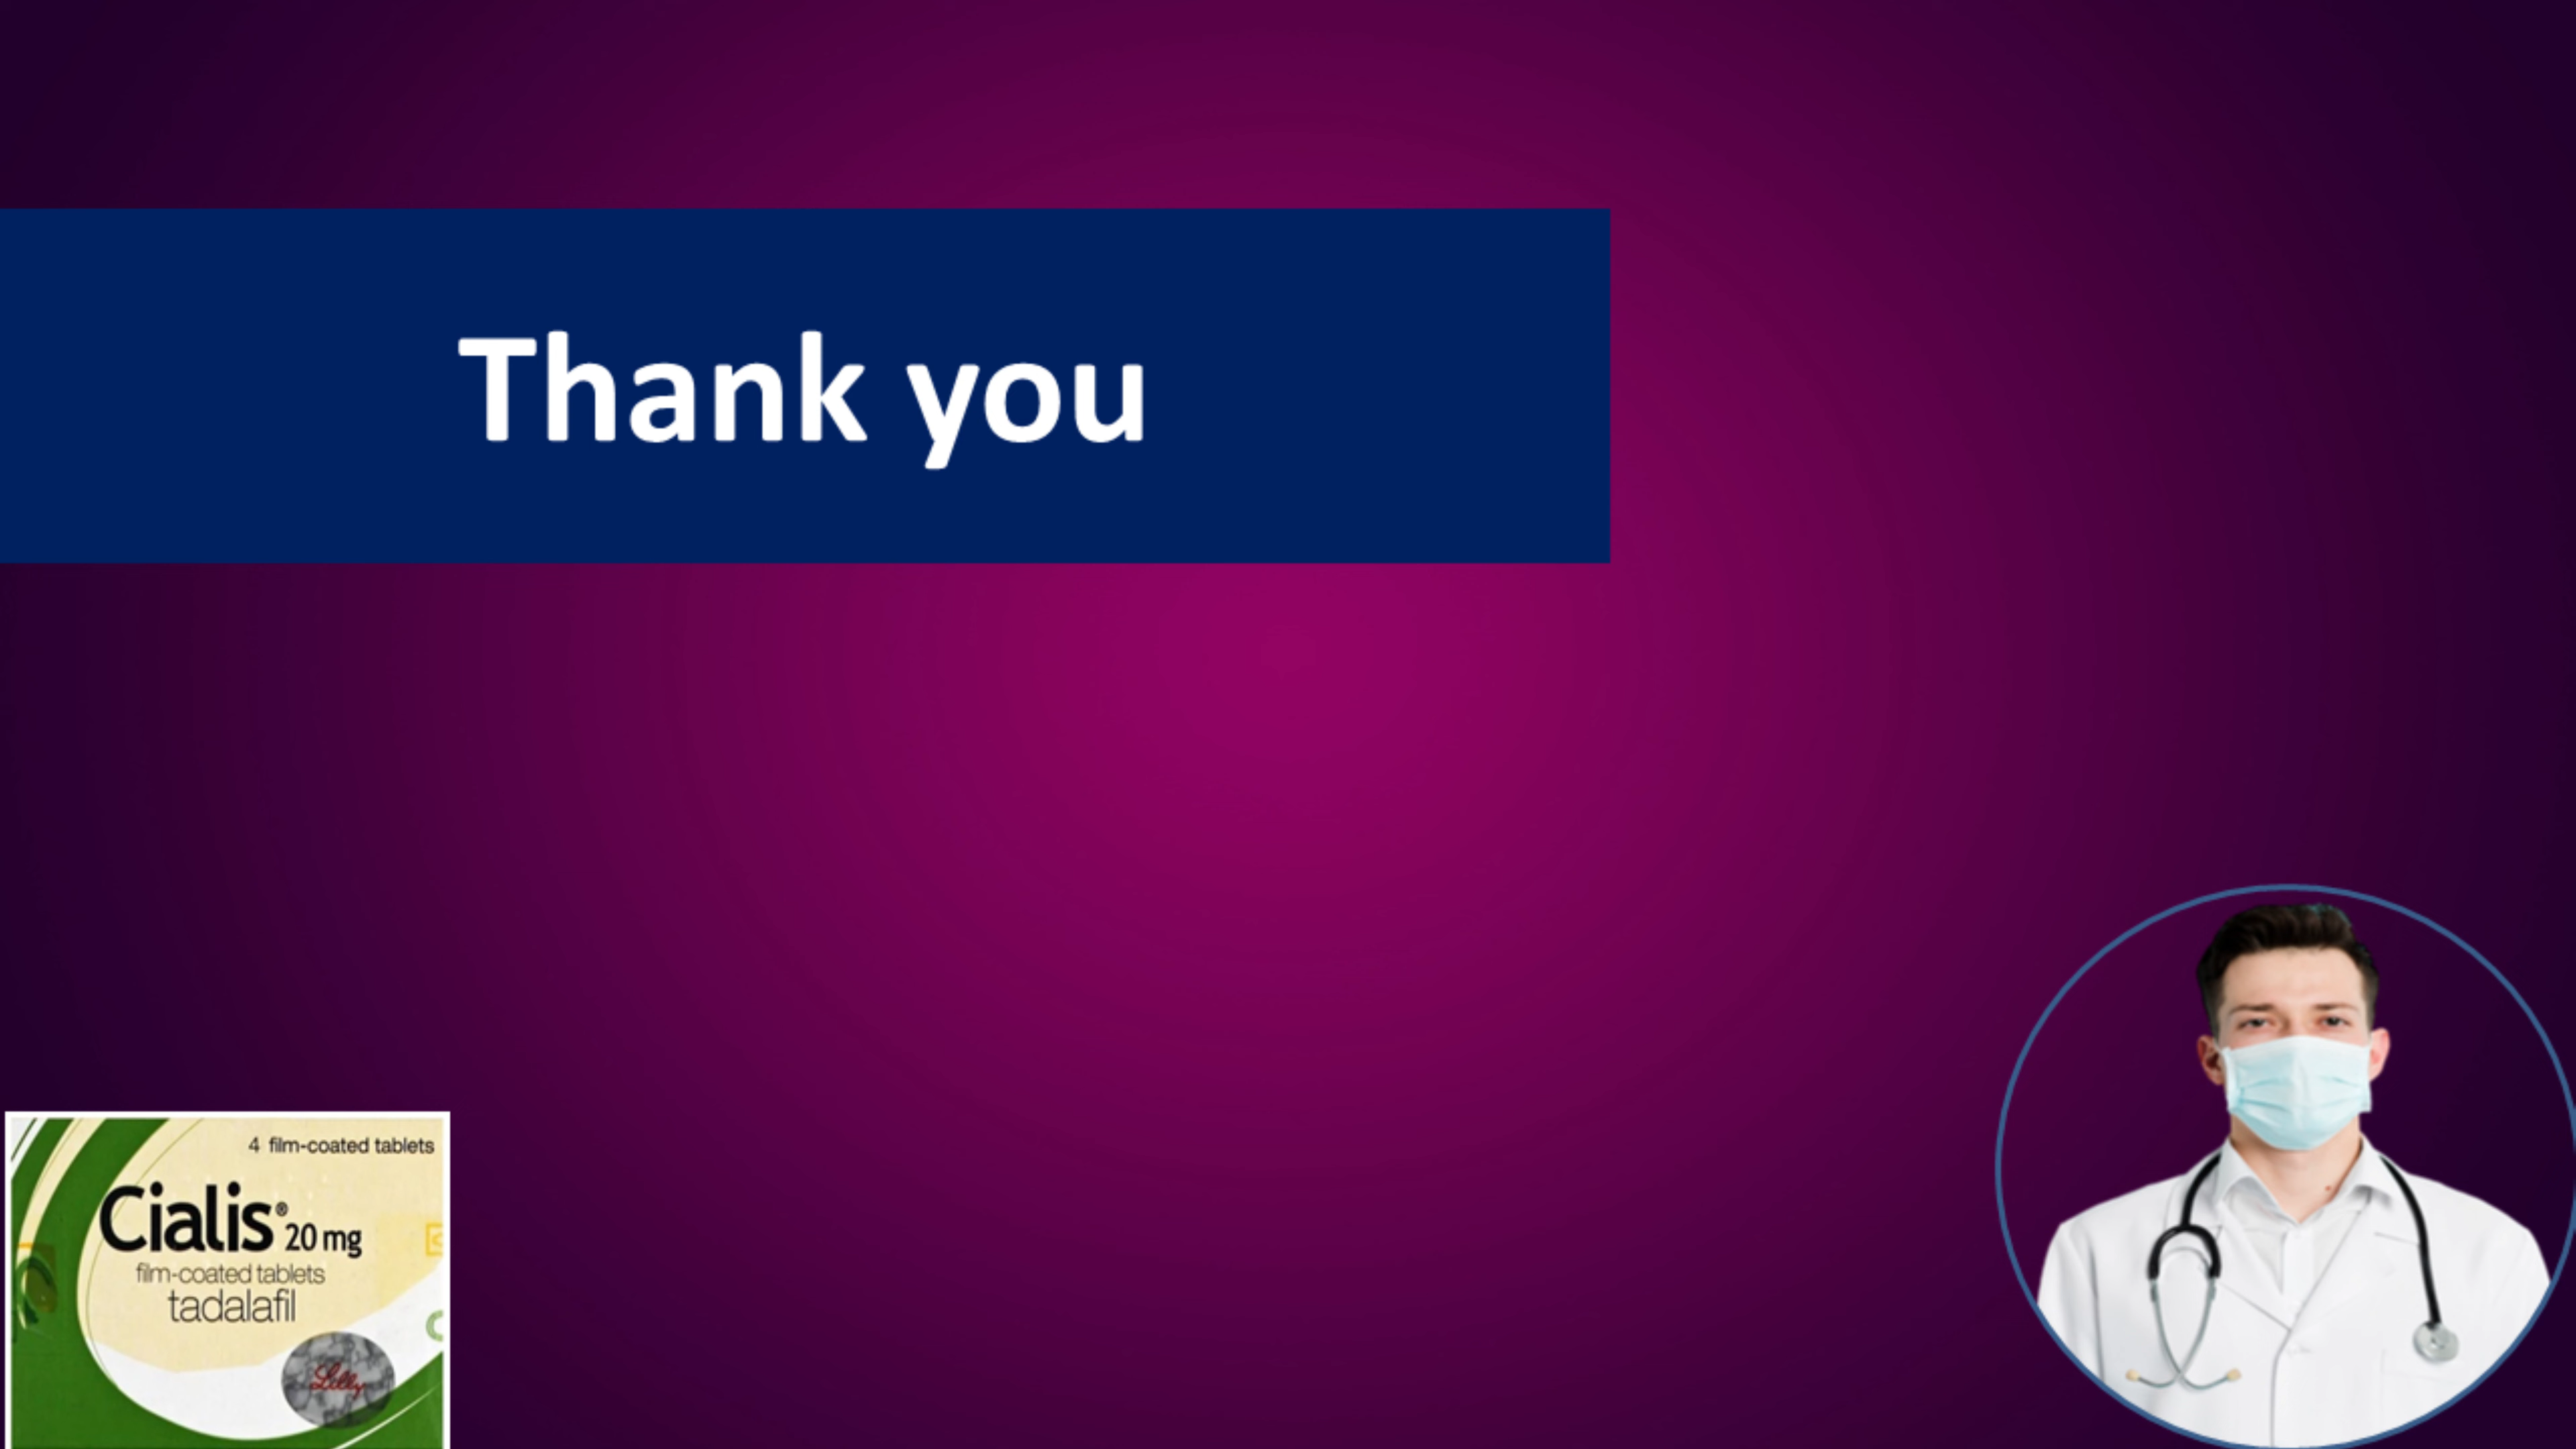 Thank you
4 film-coated tablets
Cialis® 20 mg
film-coated tablets
tadalafil
Lilly